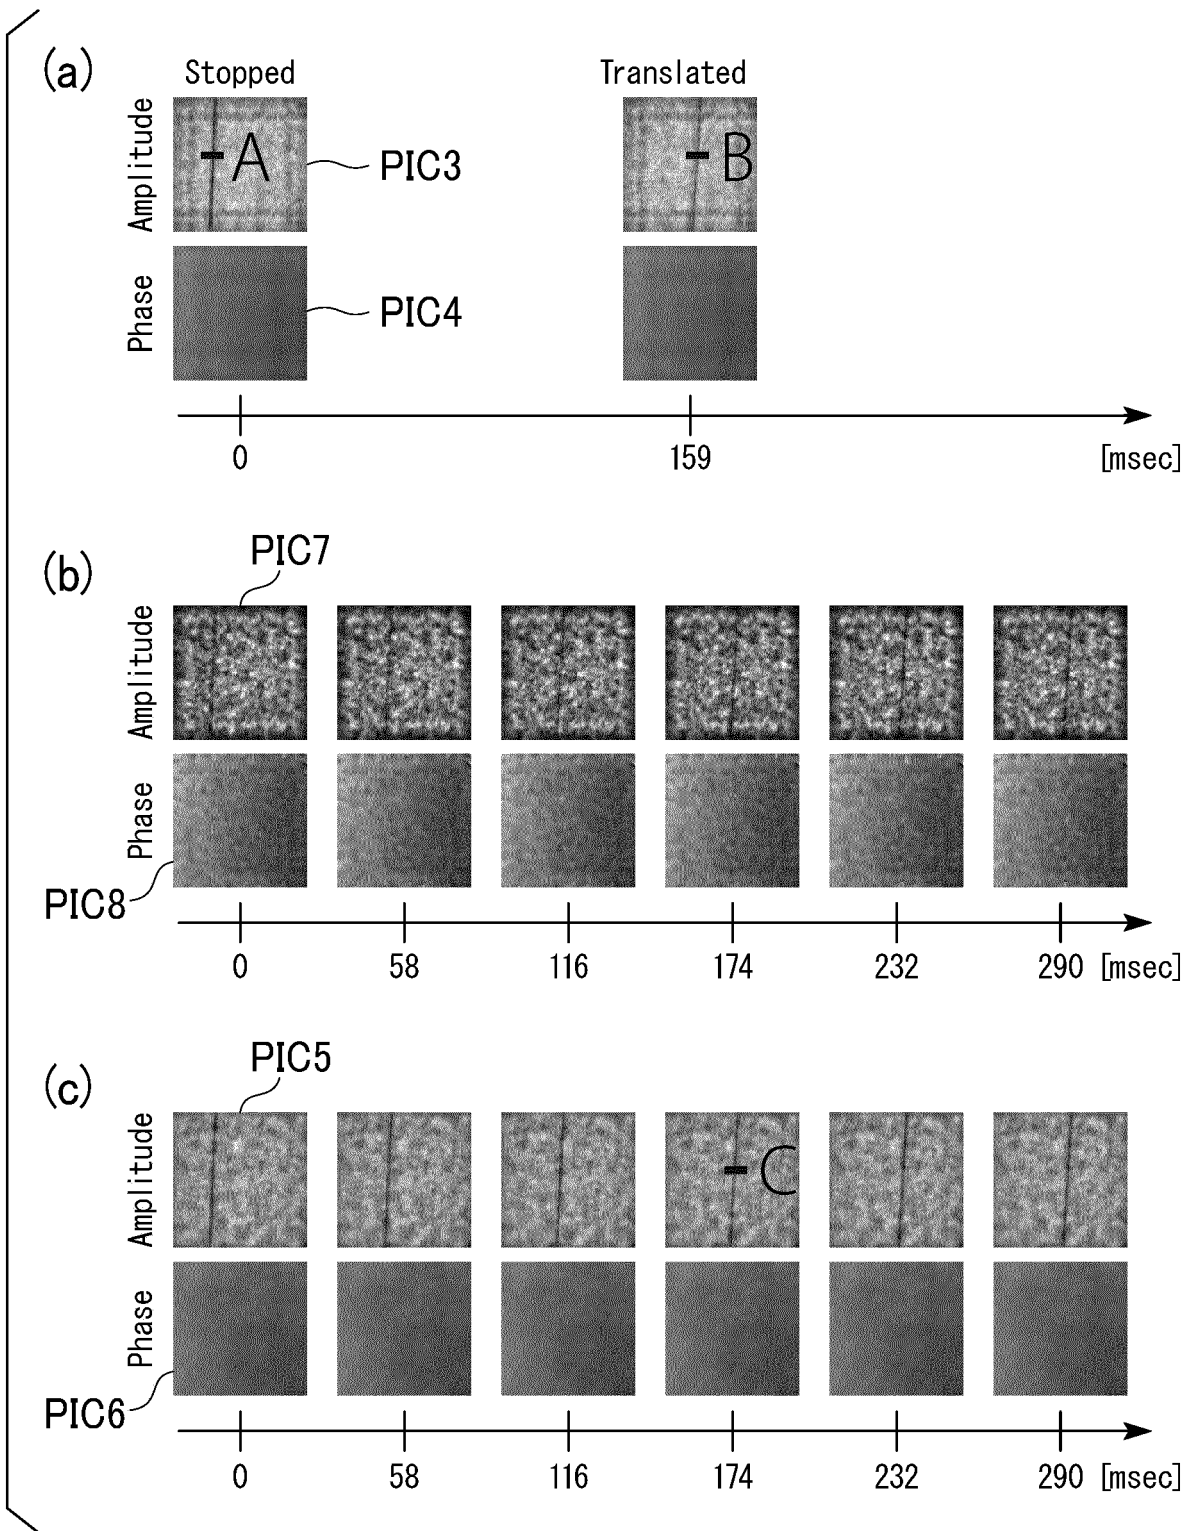 (a)
Stopped Translated
Amplitude
A B
PIC3
Phase
PIC4
0 159 [msec]
(b)
PIC7
Amplitude
Phase
PIC8
0 58 116 174 232 290 [msec]
(c)
PIC5
Amplitude
C
Phase
PIC6
0 58 116 174 232 290 [msec]